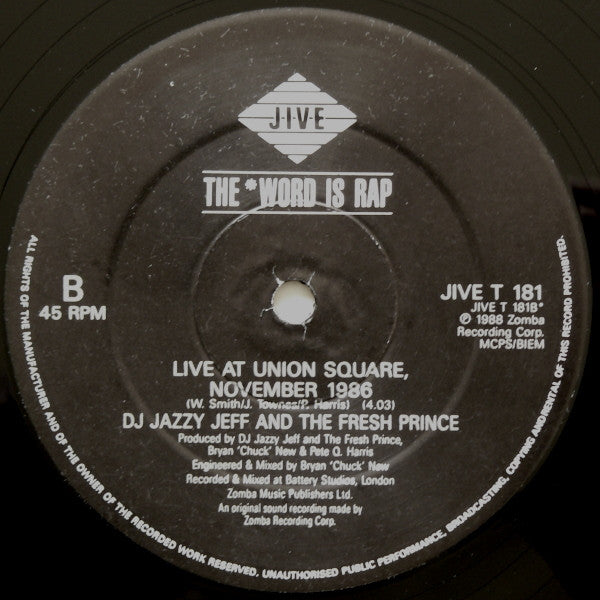 JIVE
THE *WORD IS RAP
B
45 RPM
JIVE T 181
JIVE T 181B*
℗ 1988 Zomba
Recording Corp.
MCPS/BIEM
LIVE AT UNION SQUARE,
NOVEMBER 1986
(W. Smith/J. Townes/P. Harris) (4.03)
DJ JAZZY JEFF AND THE FRESH PRINCE
Produced by DJ Jazzy Jeff and The Fresh Prince,
Bryan 'Chuck' New & Pete Q. Harris
Engineered & Mixed by Bryan 'Chuck' New
Recorded & Mixed at Battery Studios, London
Zomba Music Publishers Ltd.
An original sound recording made by
Zomba Recording Corp.
ALL RIGHTS OF THE MANUFACTURER AND OF THE OWNER OF THE RECORDED WORK RESERVED. UNAUTHORISED PUBLIC PERFORMANCE, BROADCASTING, COPYING AND RENTAL OF THIS RECORD PROHIBITED.